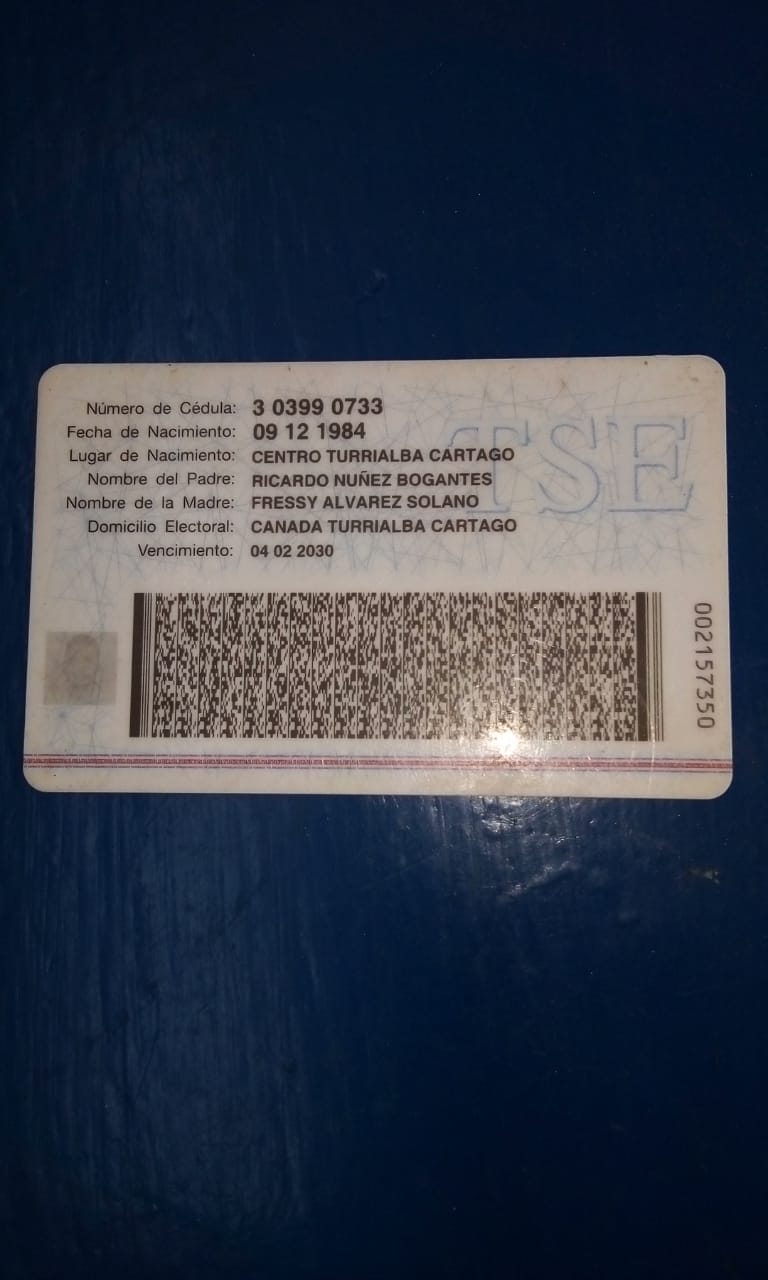 Número de Cédula: 3 0399 0733
Fecha de Nacimiento: 09 12 1984
Lugar de Nacimiento: CENTRO TURRIALBA CARTAGO
Nombre del Padre: RICARDO NUÑEZ BOGANTES
Nombre de la Madre: FRESSY ALVAREZ SOLANO
Domicilio Electoral: CANADA TURRIALBA CARTAGO
Vencimiento: 04 02 2030
TSE
002157350